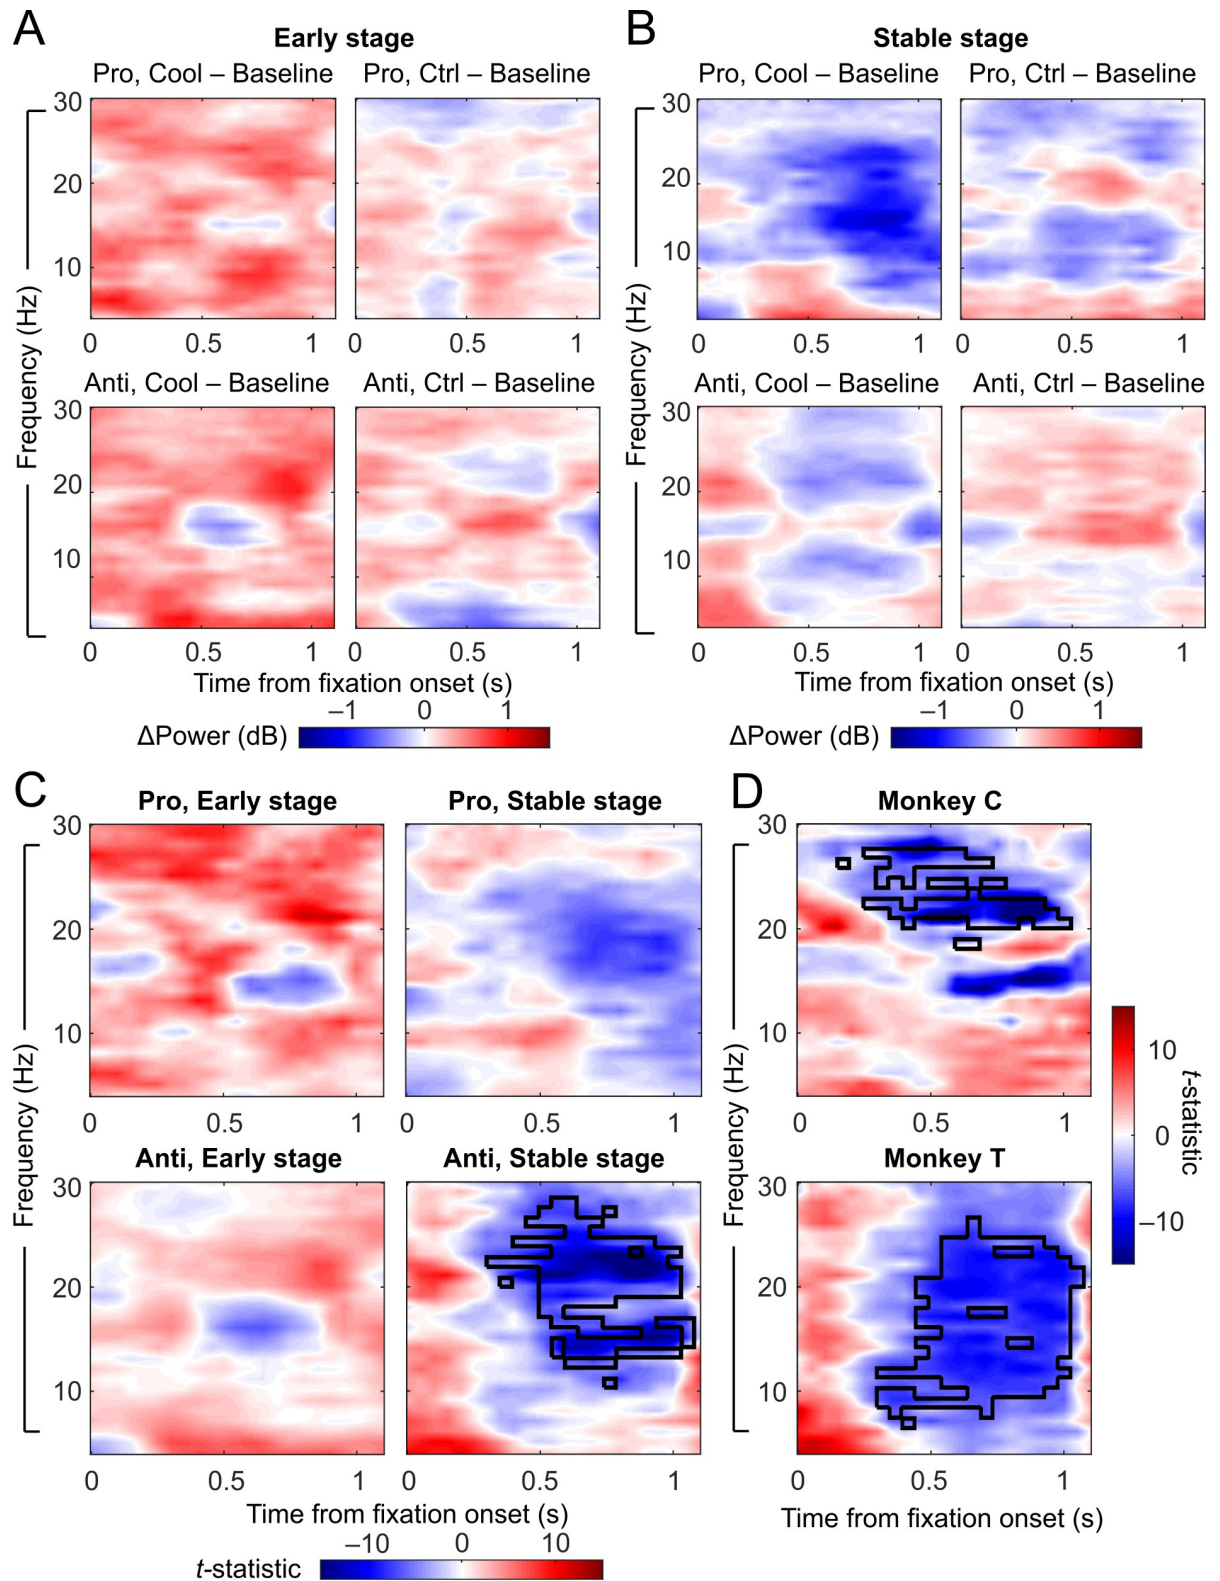 A
Early stage
Pro, Cool – Baseline
Pro, Ctrl – Baseline
30
20
10
0 0.5 1
0 0.5 1
Anti, Cool – Baseline
Anti, Ctrl – Baseline
30
20
10
0 0.5 1
0 0.5 1
Frequency (Hz)
Time from fixation onset (s)
–1 0 1
ΔPower (dB)
B
Stable stage
Pro, Cool – Baseline
Pro, Ctrl – Baseline
30
20
10
0 0.5 1
0 0.5 1
Anti, Cool – Baseline
Anti, Ctrl – Baseline
30
20
10
0 0.5 1
0 0.5 1
Frequency (Hz)
Time from fixation onset (s)
–1 0 1
ΔPower (dB)
C
Pro, Early stage
Pro, Stable stage
30
20
10
0 0.5 1
0 0.5 1
Anti, Early stage
Anti, Stable stage
30
20
10
0 0.5 1
0 0.5 1
Frequency (Hz)
Time from fixation onset (s)
–10 0 10
t-statistic
D
Monkey C
30
20
10
0 0.5 1
Monkey T
30
20
10
0 0.5 1
Frequency (Hz)
Time from fixation onset (s)
10
0
–10
t-statistic